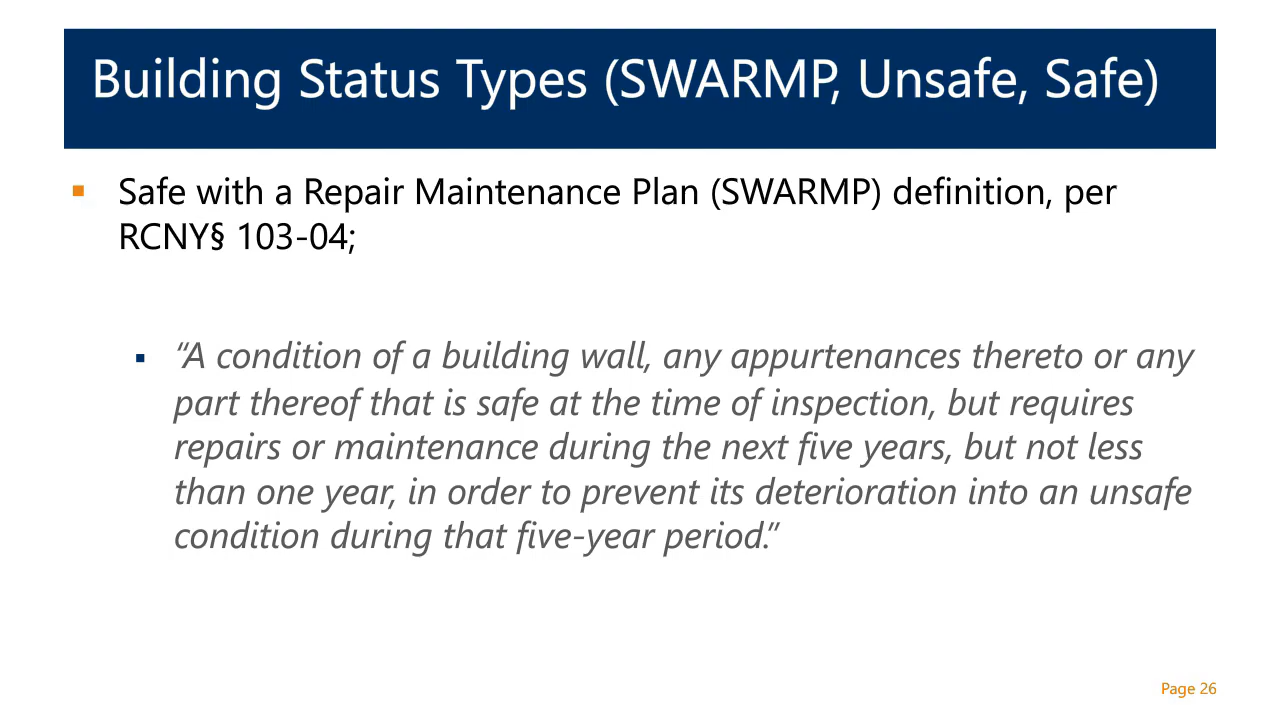 Building Status Types (SWARMP, Unsafe, Safe)
Safe with a Repair Maintenance Plan (SWARMP) definition, per
RCNY§ 103-04;
“A condition of a building wall, any appurtenances thereto or any
part thereof that is safe at the time of inspection, but requires
repairs or maintenance during the next five years, but not less
than one year, in order to prevent its deterioration into an unsafe
condition during that five-year period.”
Page 26